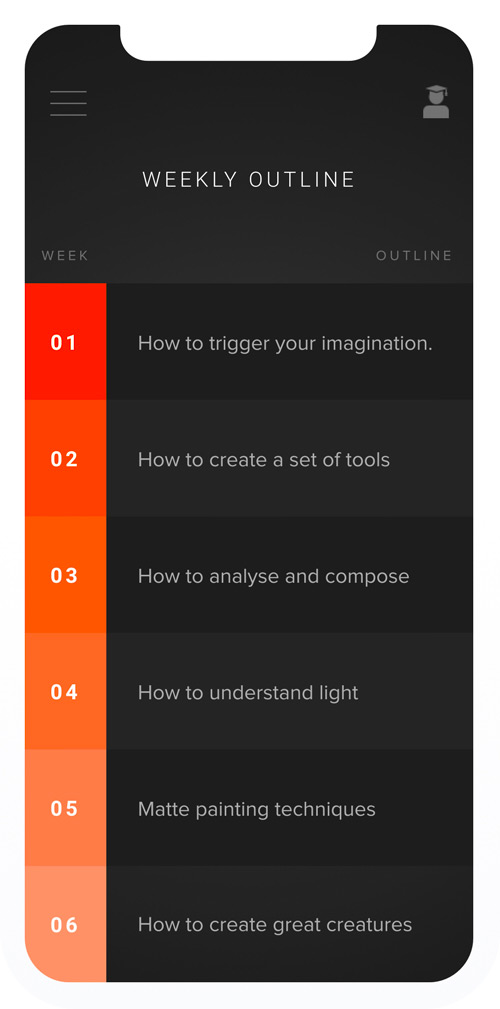 WEEKLY OUTLINE
WEEK OUTLINE
01 How to trigger your imagination.
02 How to create a set of tools
03 How to analyse and compose
04 How to understand light
05 Matte painting techniques
06 How to create great creatures